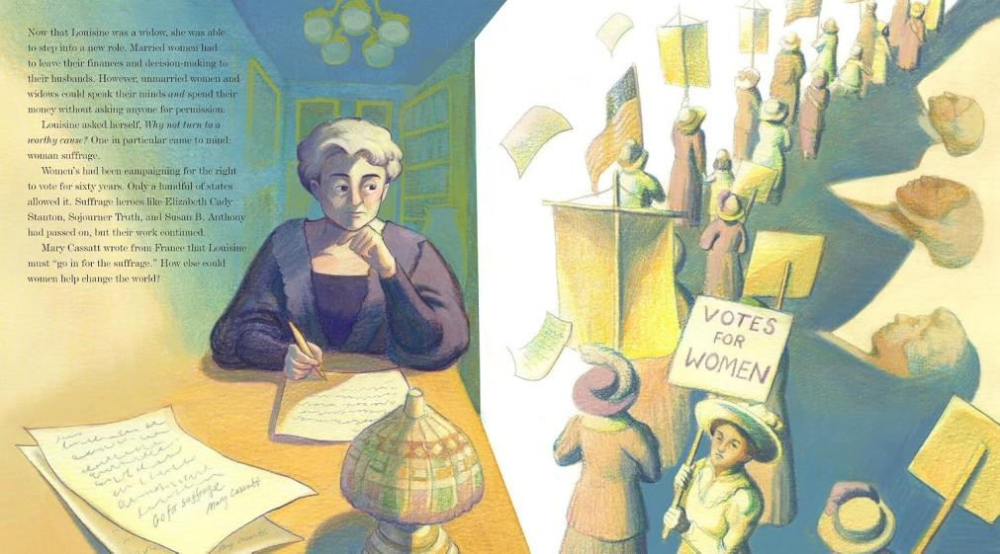 Now that Louisine was a widow, she was able
to step into a new role. Married women had
to leave their finances and decision-making to
their husbands. However, unmarried women and
widows could speak their minds and spend their
money without asking anyone for permission.
Louisine asked herself, Why not turn to a
worthy cause? One in particular came to mind:
woman suffrage.
Women's had been campaigning for the right
to vote for sixty years. Only a handful of states
allowed it. Suffrage heroes like Elizabeth Cady
Stanton, Sojourner Truth, and Susan B. Anthony
had passed on, but their work continued.
Mary Cassatt wrote from France that Louisine
must "go in for the suffrage." How else could
women help change the world?
Louisine
Go for suffrage
Mary Cassatt
VOTES
FOR
WOMEN